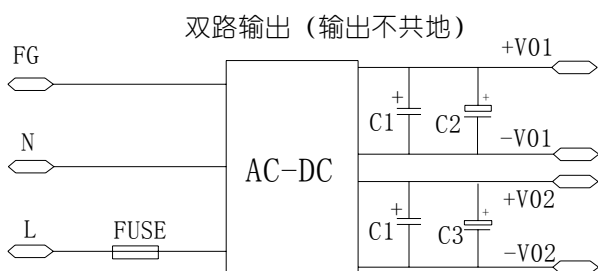 双路输出（输出不共地）
FG
+V01
+
C1
+
C2
N
-V01
AC-DC
+V02
L
FUSE
+
C1
+
C3
-V02